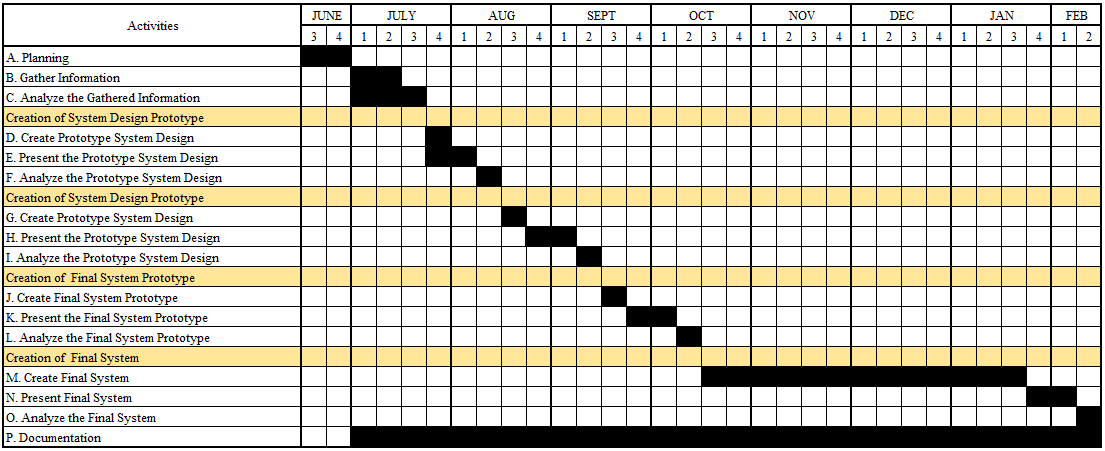 Activities JUNE JULY AUG SEPT OCT NOV DEC JAN FEB
3 4 1 2 3 4 1 2 3 4 1 2 3 4 1 2 3 4 1 2 3 4 1 2 3 4 1 2 3 4 1 2
A. Planning
B. Gather Information
C. Analyze the Gathered Information
Creation of System Design Prototype
D. Create Prototype System Design
E. Present the Prototype System Design
F. Analyze the Prototype System Design
Creation of System Design Prototype
G. Create Prototype System Design
H. Present the Prototype System Design
I. Analyze the Prototype System Design
Creation of Final System Prototype
J. Create Final System Prototype
K. Present the Final System Prototype
L. Analyze the Final System Prototype
Creation of Final System
M. Create Final System
N. Present Final System
O. Analyze the Final System
P. Documentation